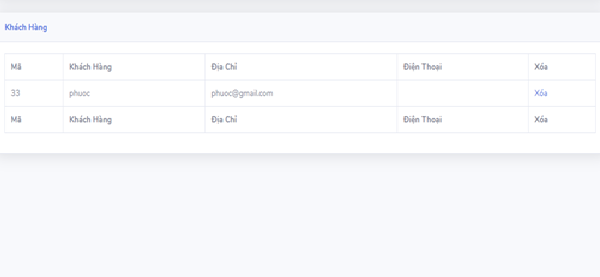 Khách Hàng
Mã Khách Hàng Địa Chỉ Điện Thoại Xóa
33 phuoc phuoc@gmail.com Xóa
Mã Khách Hàng Địa Chỉ Điện Thoại Xóa